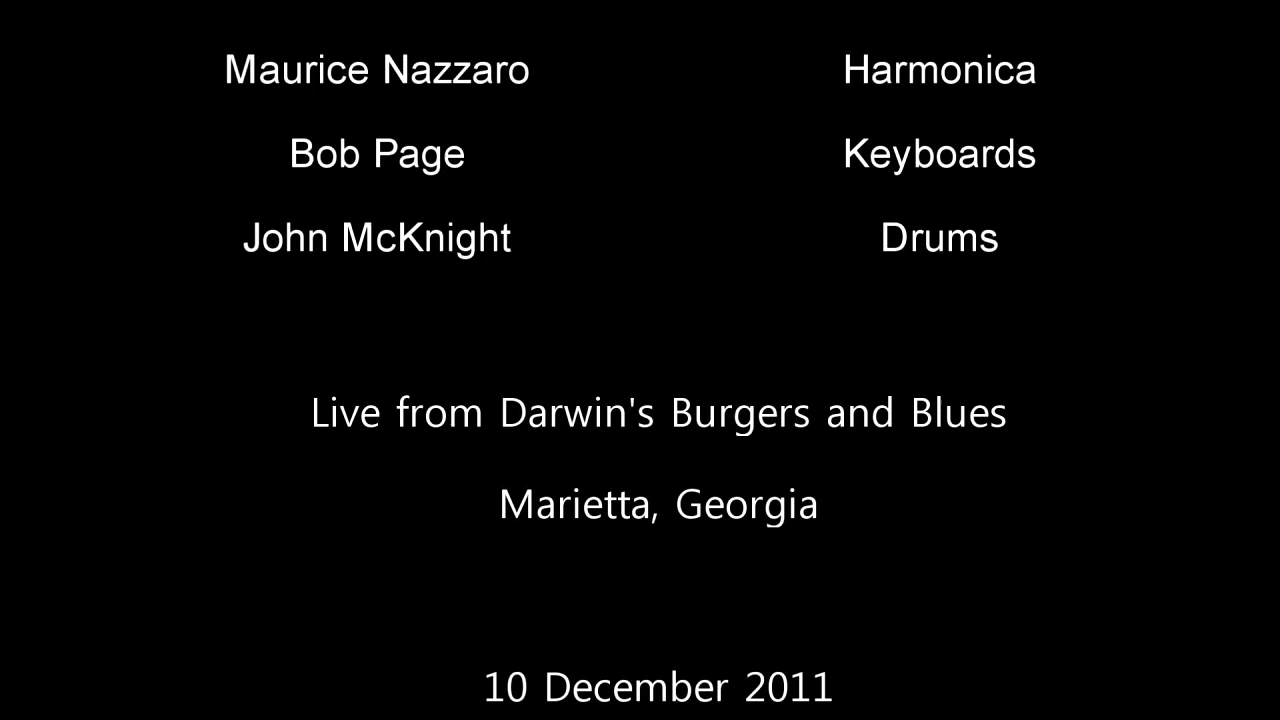 Maurice Nazzaro Harmonica
Bob Page Keyboards
John McKnight Drums
Live from Darwin's Burgers and Blues
Marietta, Georgia
10 December 2011